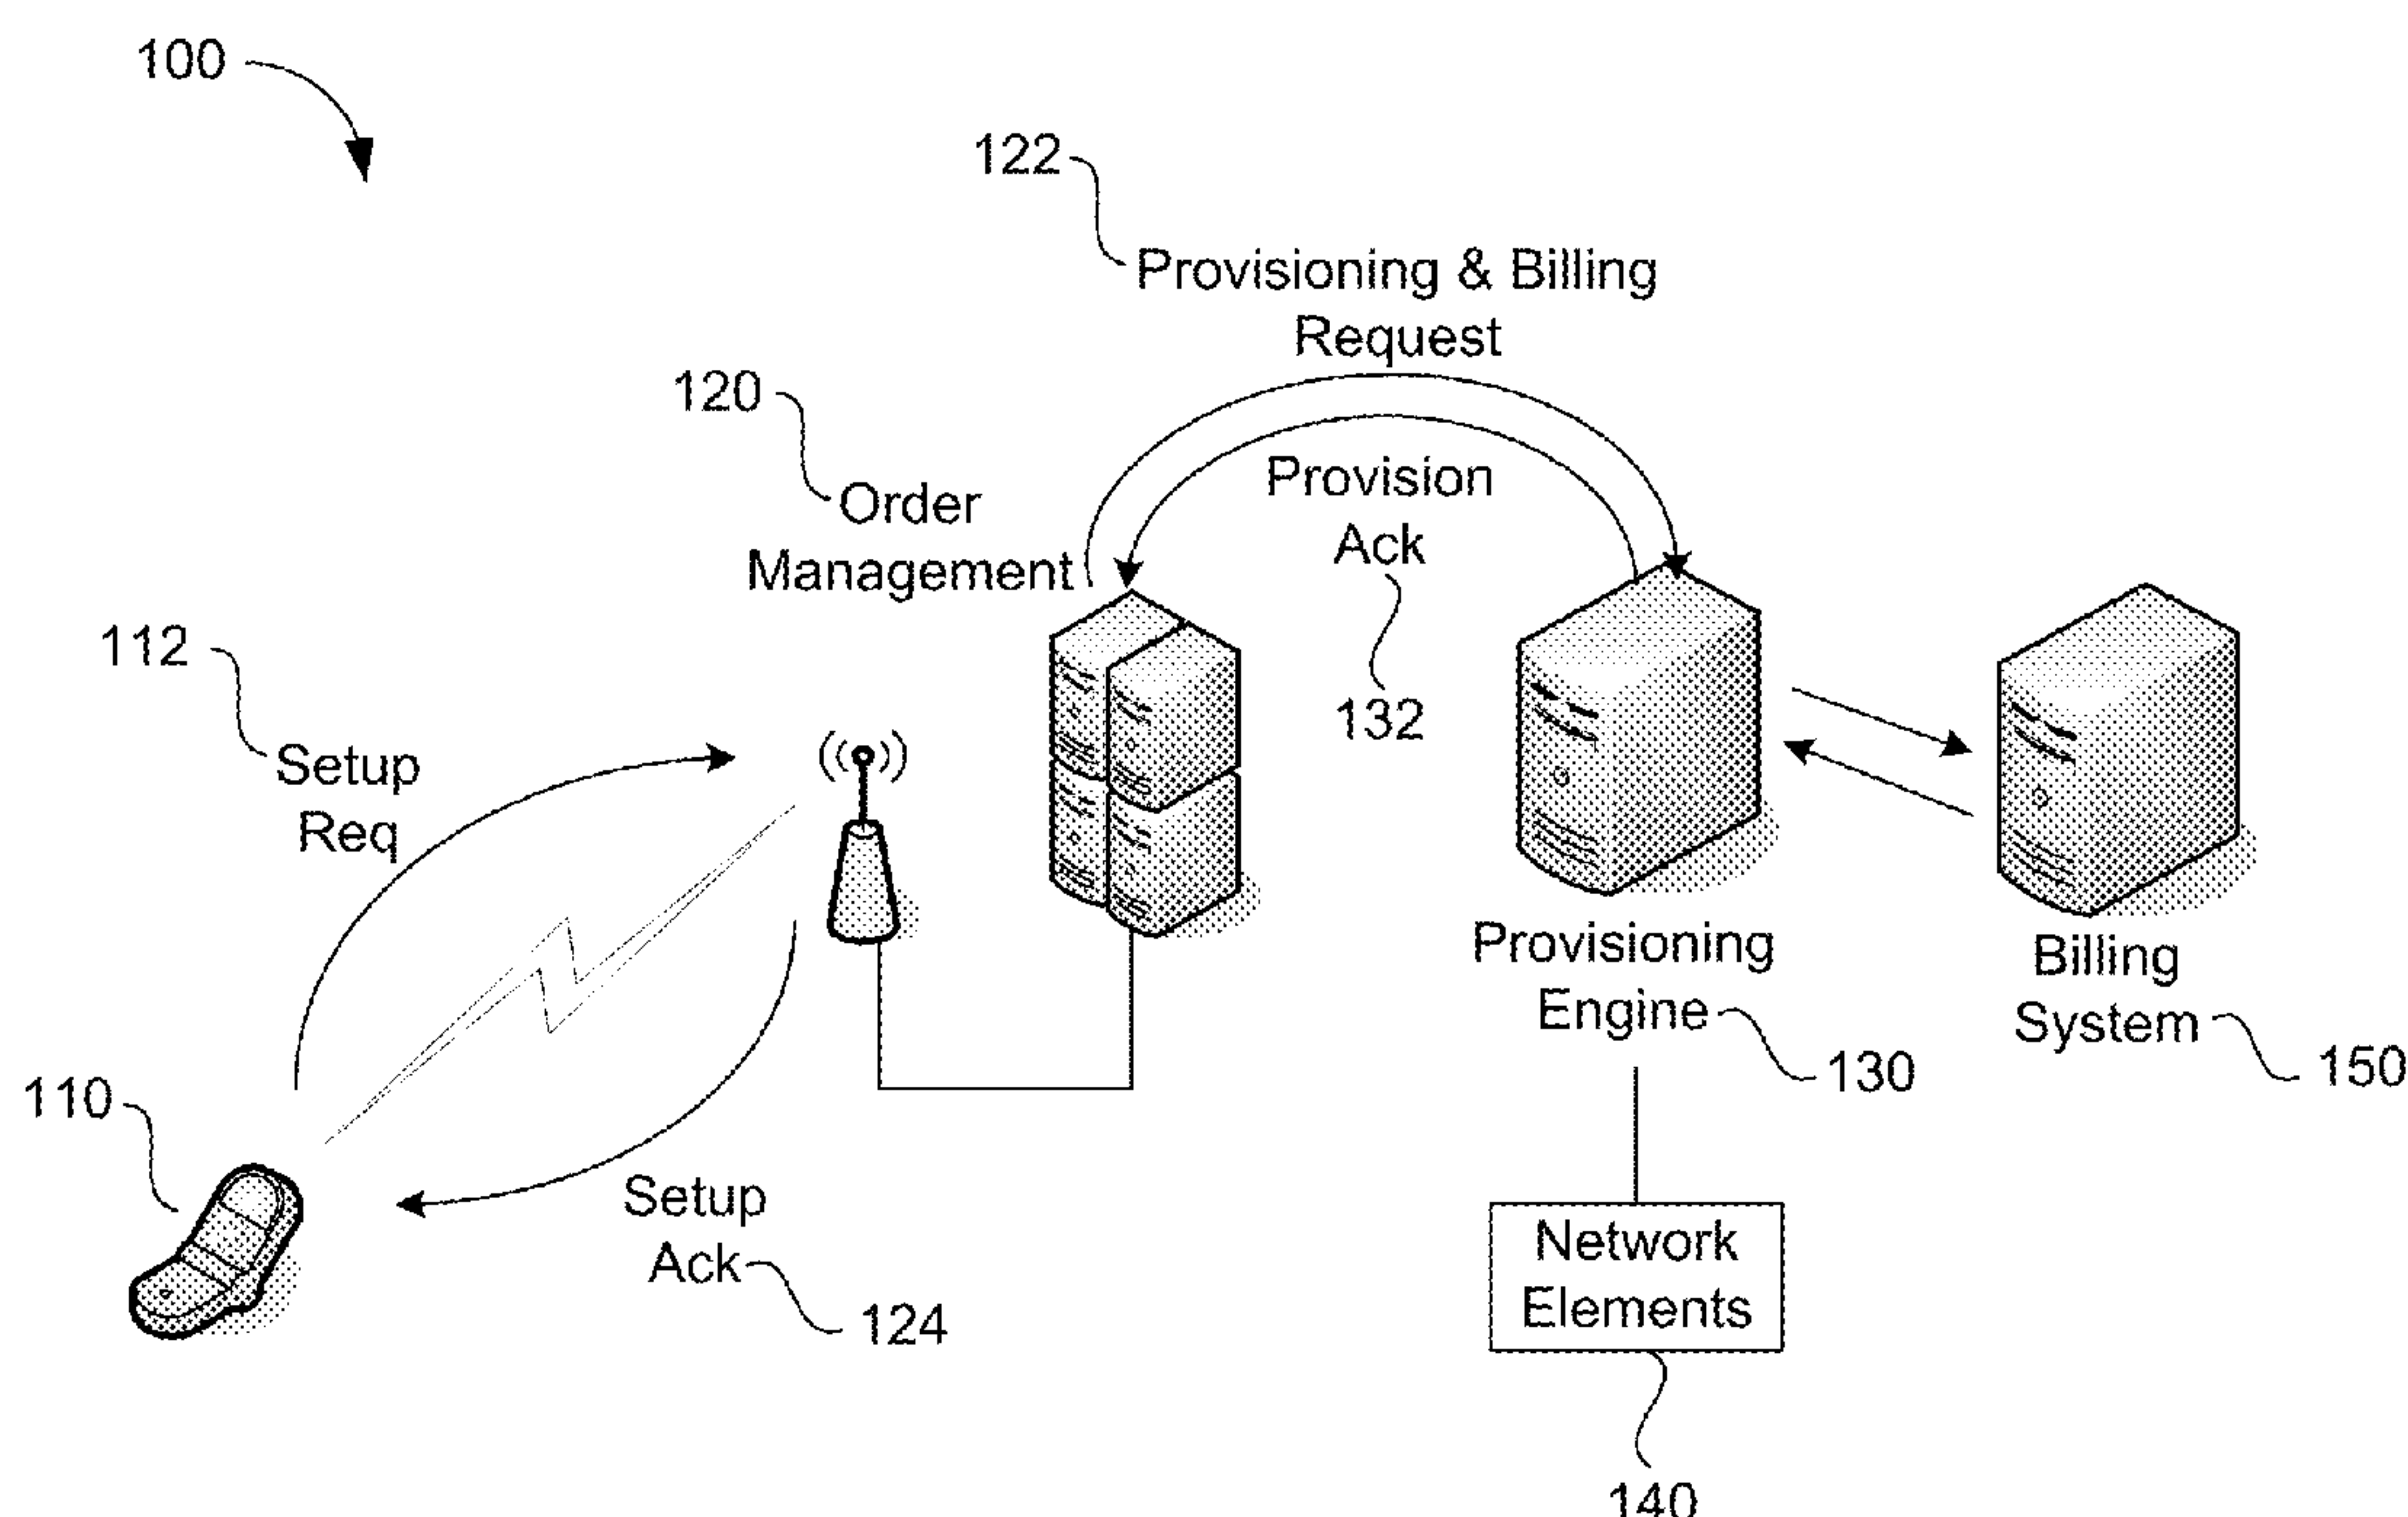 100
122
Provisioning & Billing
Request
120
Order
Management
Provision
Ack
132
112
Setup
Req
Provisioning
Engine
130
Billing
System
150
110
Setup
Ack
124
Network
Elements
140